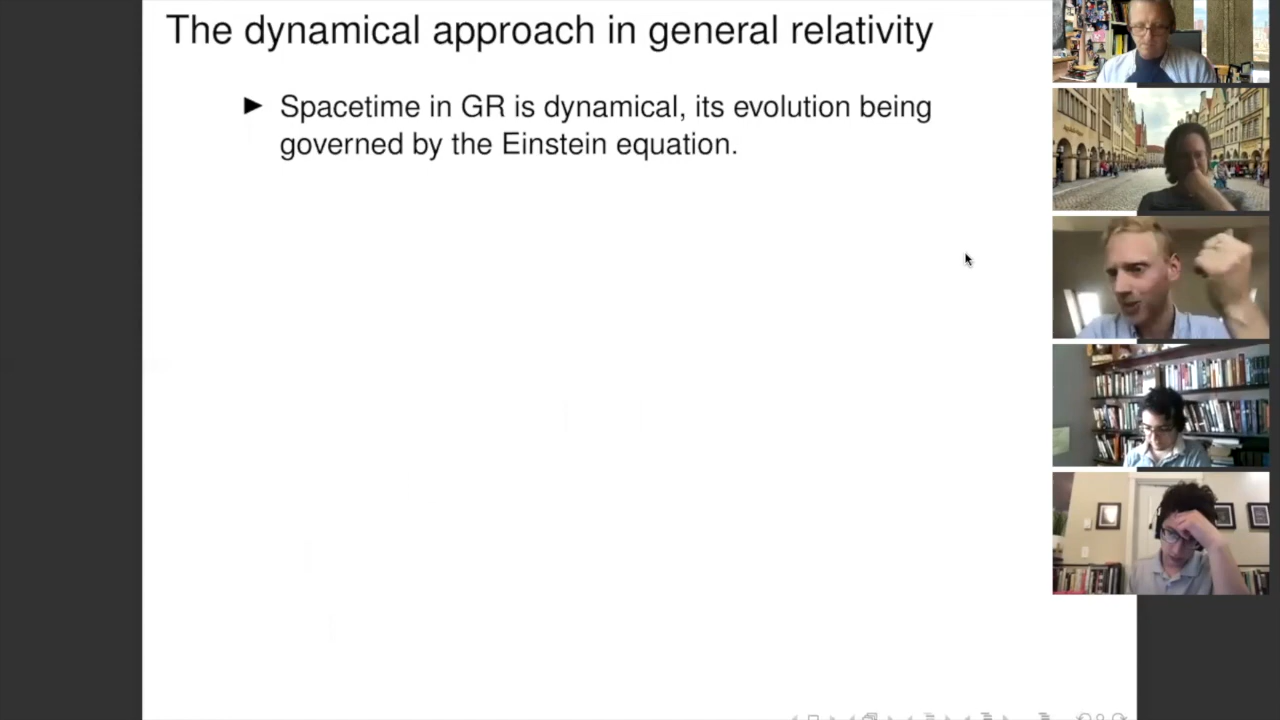 The dynamical approach in general relativity
▶ Spacetime in GR is dynamical, its evolution being
governed by the Einstein equation.